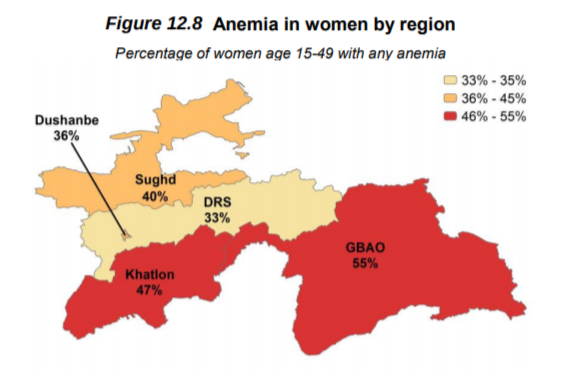 Figure 12.8 Anemia in women by region
Percentage of women age 15-49 with any anemia
33% - 35%
36% - 45%
46% - 55%
Dushanbe
36%
Sughd
40%
DRS
33%
GBAO
55%
Khatlon
47%